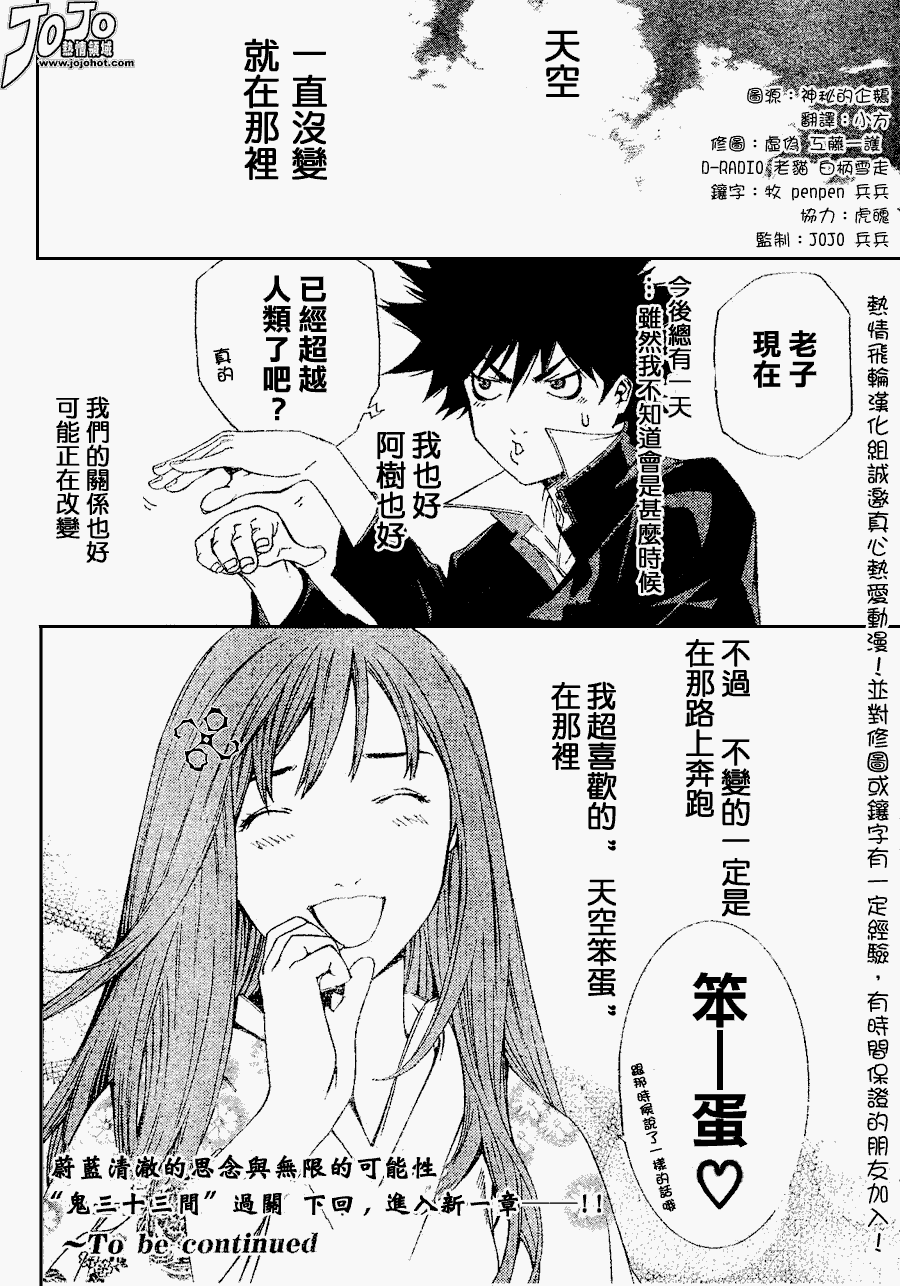 JOJO
熱情領域
www.jojohot.com
天空
一直沒變
就在那裡
圖源：神秘的企鵝
翻譯：小方
修圖：虛偽 互藤一護
D-RADIO 老貓 白柄雪走
鑲字：牧 penpen 兵兵
協力：虎魄
監制：JOJO 兵兵
老子
現在
今後總有一天
…雖然我不知道會是甚麼時候
已經超越
人類了吧？
真的
我也好
阿樹也好
我們的關係也好
可能正在改變
不過 不變的一定是
在那路上奔跑
我超喜歡的”天空笨蛋”
在那裡
笨—蛋♡
跟那時侯說了一樣的話哦
蔚藍清澈的思念與無限的可能性
“鬼三十三間”過關 下回，進入新一章——!!
~To be continued
熱情飛輪漢化組誠邀真心熱愛動漫！並對修圖或鑲字有一定經驗，有時間保證的朋友加入！